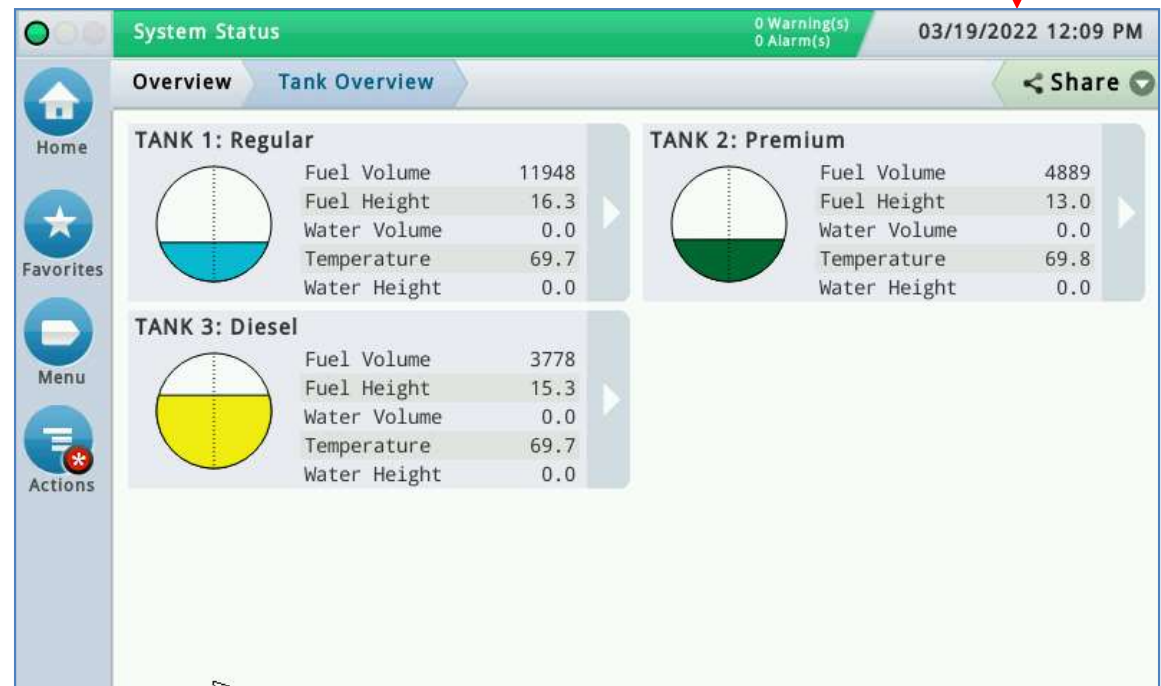 System Status
0 Warning(s)
0 Alarm(s)
03/19/2022 12:09 PM
Overview
Tank Overview
Share
Home
Favorites
Menu
Actions
TANK 1: Regular
Fuel Volume 11948
Fuel Height 16.3
Water Volume 0.0
Temperature 69.7
Water Height 0.0
TANK 2: Premium
Fuel Volume 4889
Fuel Height 13.0
Water Volume 0.0
Temperature 69.8
Water Height 0.0
TANK 3: Diesel
Fuel Volume 3778
Fuel Height 15.3
Water Volume 0.0
Temperature 69.7
Water Height 0.0